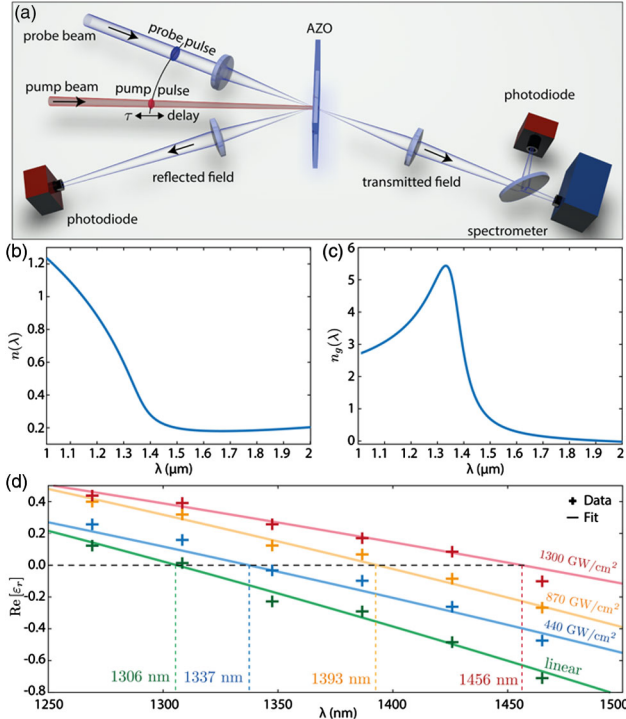 (a)
AZO
probe beam
probe pulse
pump beam
pump pulse
τ
delay
photodiode
reflected field
transmitted field
photodiode
spectrometer
(b)
1.2
1
0.8
0.6
0.4
0.2
n(λ)
1 1.1 1.2 1.3 1.4 1.5 1.6 1.7 1.8 1.9 2
λ (μm)
(c)
6
5
4
3
2
1
0
n_g(λ)
1 1.1 1.2 1.3 1.4 1.5 1.6 1.7 1.8 1.9 2
λ (μm)
(d)
0.4
0.2
0.0
-0.2
-0.4
-0.6
-0.8
Re [ε_r]
+ Data
— Fit
1300 GW/cm²
870 GW/cm²
440 GW/cm²
linear
1306 nm 1337 nm 1393 nm 1456 nm
1250 1300 1350 1400 1450 1500
λ (nm)